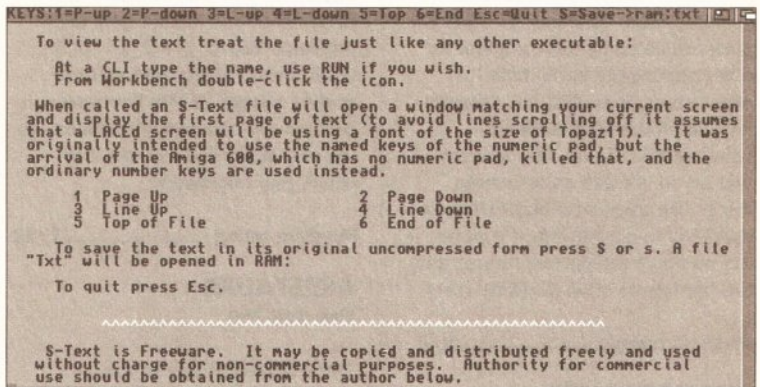 KEYS:1=P-up 2=P-down 3=L-up 4=L-down 5=Top 6=End Esc=Quit S=Save->ram:txt
To view the text treat the file just like any other executable:
At a CLI type the name, use RUN if you wish.
From Workbench double-click the icon.
When called an S-Text file will open a window matching your current screen
and display the first page of text (to avoid lines scrolling off it assumes
that a LACEd screen will be using a font of the size of Topaz11). It was
originally intended to use the named keys of the numeric pad, but the
arrival of the Amiga 600, which has no numeric pad, killed that, and the
ordinary number keys are used instead.
1 Page Up 2 Page Down
3 Line Up 4 Line Down
5 Top of File 6 End of File
To save the text in its original uncompressed form press S or s. A file
"Txt" will be opened in RAM:
To quit press Esc.
^^^^^^^^^^^^^^^^^^^^^^^^^^^^^^^^^^^^^^^^^^^^^^^^^^^^^^^
S-Text is Freeware. It may be copied and distributed freely and used
without charge for non-commercial purposes. Authority for commercial
use should be obtained from the author below.